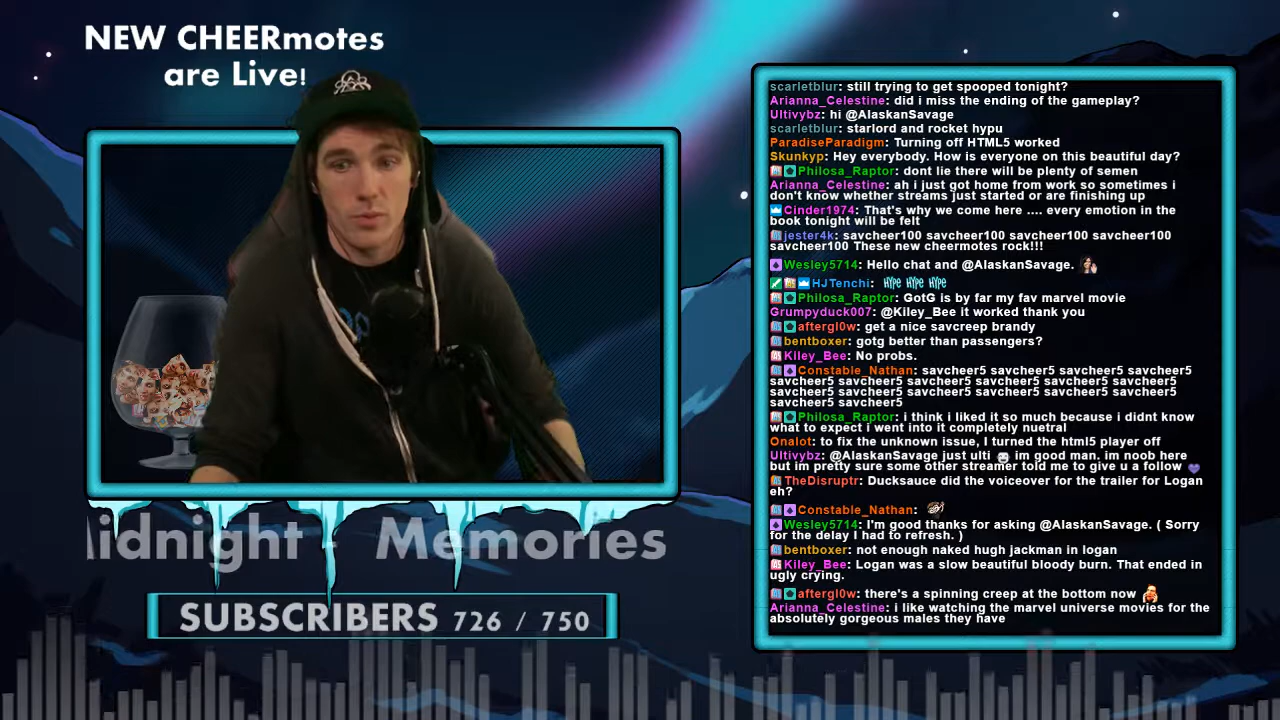 NEW CHEERmotes
are Live!
scarletblur: still trying to get spooped tonight?
Arianna_Celestine: did i miss the ending of the gameplay?
Ultivybz: hi @AlaskanSavage
scarletblur: starlord and rocket hypu
ParadiseParadigm: Turning off HTML5 worked
Skunkyp: Hey everybody. How is everyone on this beautiful day?
Philosa_Raptor: dont lie there will be plenty of semen
Arianna_Celestine: ah i just got home from work so sometimes i
don't know whether streams just started or are finishing up
Cinder1974: That's why we come here .... every emotion in the
book tonight will be felt
jester4k: savcheer100 savcheer100 savcheer100 savcheer100
savcheer100 These new cheermotes rock!!!
Wesley5714: Hello chat and @AlaskanSavage.
HJTenchi: HYPE HYPE HYPE
Philosa_Raptor: GotG is by far my fav marvel movie
Grumpyduck007: @Kiley_Bee it worked thank you
aftergl0w: get a nice savcreep brandy
bentboxer: gotg better than passengers?
Kiley_Bee: No probs.
Constable_Nathan: savcheer5 savcheer5 savcheer5 savcheer5
savcheer5 savcheer5 savcheer5 savcheer5 savcheer5 savcheer5
savcheer5 savcheer5 savcheer5 savcheer5 savcheer5 savcheer5
savcheer5 savcheer5
Philosa_Raptor: i think i liked it so much because i didnt know
what to expect i went into it completely nuetral
Onalot: to fix the unknown issue, I turned the html5 player off
Ultivybz: @AlaskanSavage just ulti im good man. im noob here
but im pretty sure some other streamer told me to give u a follow
TheDisruptr: Ducksauce did the voiceover for the trailer for Logan
eh?
Constable_Nathan:
Wesley5714: I'm good thanks for asking @AlaskanSavage. ( Sorry
for the delay I had to refresh. )
bentboxer: not enough naked hugh jackman in logan
Kiley_Bee: Logan was a slow beautiful bloody burn. That ended in
ugly crying.
aftergl0w: there's a spinning creep at the bottom now
Arianna_Celestine: i like watching the marvel universe movies for the
absolutely gorgeous males they have
idnight - Memories
SUBSCRIBERS 726 / 750